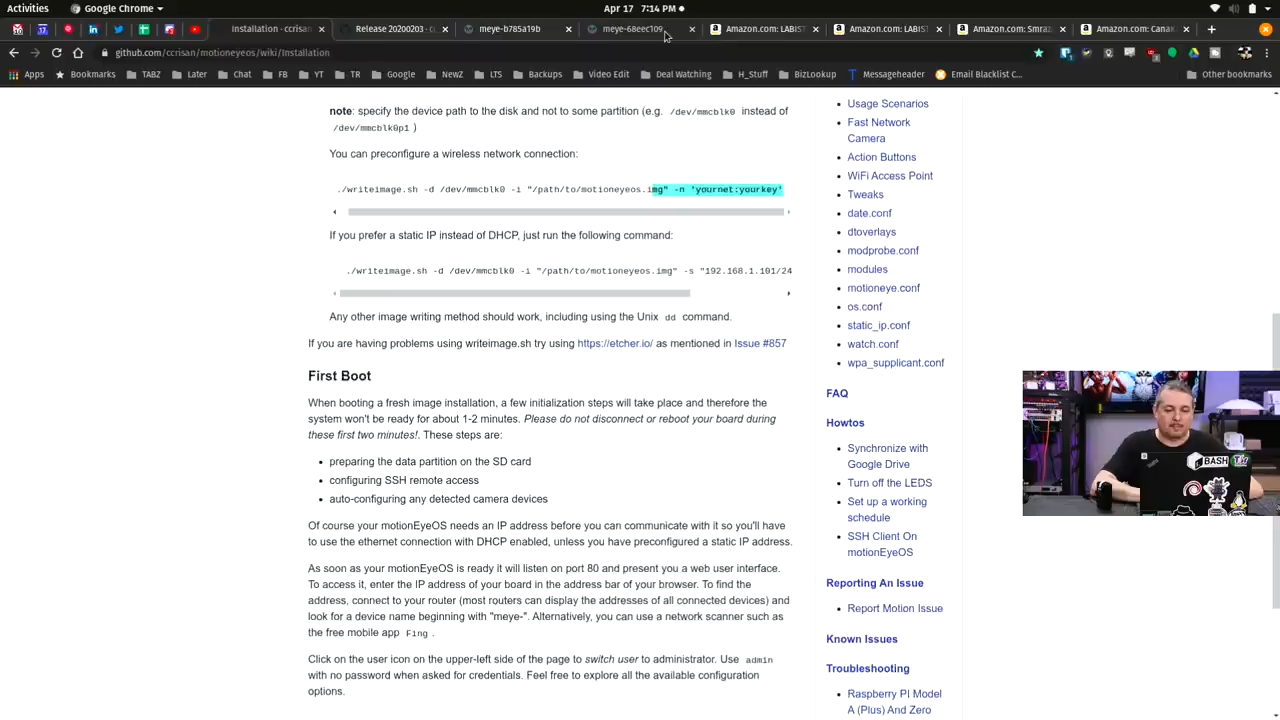 Activities
Google Chrome
Apr 17 7:14 PM
Installation - ccrisan
Release 20200203 · c
meye-b785a19b
meye-68eec109
Amazon.com: LABIST
Amazon.com: LABIST
Amazon.com: Smraz
Amazon.com: Canak
github.com/ccrisan/motioneyeos/wiki/Installation
Apps
Bookmarks
TABZ
Later
Chat
FB
YT
TR
Google
NewZ
LTS
Backups
Video Edit
Deal Watching
H_Stuff
BizLookup
Messageheader
Email Blacklist C...
Other bookmarks
note: specify the device path to the disk and not to some partition (e.g. /dev/mmcblk0 instead of
/dev/mmcblk0p1 )
You can preconfigure a wireless network connection:
./writeimage.sh -d /dev/mmcblk0 -i "/path/to/motioneyeos.img" -n 'yournet:yourkey'
If you prefer a static IP instead of DHCP, just run the following command:
./writeimage.sh -d /dev/mmcblk0 -i "/path/to/motioneyeos.img" -s "192.168.1.101/24
Any other image writing method should work, including using the Unix dd command.
If you are having problems using writeimage.sh try using https://etcher.io/ as mentioned in Issue #857
First Boot
When booting a fresh image installation, a few initialization steps will take place and therefore the
system won't be ready for about 1-2 minutes. Please do not disconnect or reboot your board during
these first two minutes!. These steps are:
• preparing the data partition on the SD card
• configuring SSH remote access
• auto-configuring any detected camera devices
Of course your motionEyeOS needs an IP address before you can communicate with it so you'll have
to use the ethernet connection with DHCP enabled, unless you have preconfigured a static IP address.
As soon as your motionEyeOS is ready it will listen on port 80 and present you a web user interface.
To access it, enter the IP address of your board in the address bar of your browser. To find the
address, connect to your router (most routers can display the addresses of all connected devices) and
look for a device name beginning with "meye-". Alternatively, you can use a network scanner such as
the free mobile app Fing .
Click on the user icon on the upper-left side of the page to switch user to administrator. Use admin
with no password when asked for credentials. Feel free to explore all the available configuration
options.
• Usage Scenarios
• Fast Network
Camera
• Action Buttons
• WiFi Access Point
• Tweaks
• date.conf
• dtoverlays
• modprobe.conf
• modules
• motioneye.conf
• os.conf
• static_ip.conf
• watch.conf
• wpa_supplicant.conf
FAQ
Howtos
• Synchronize with
Google Drive
• Turn off the LEDS
• Set up a working
schedule
• SSH Client On
motionEyeOS
Reporting An Issue
• Report Motion Issue
Known Issues
Troubleshooting
• Raspberry PI Model
A (Plus) And Zero
BASH